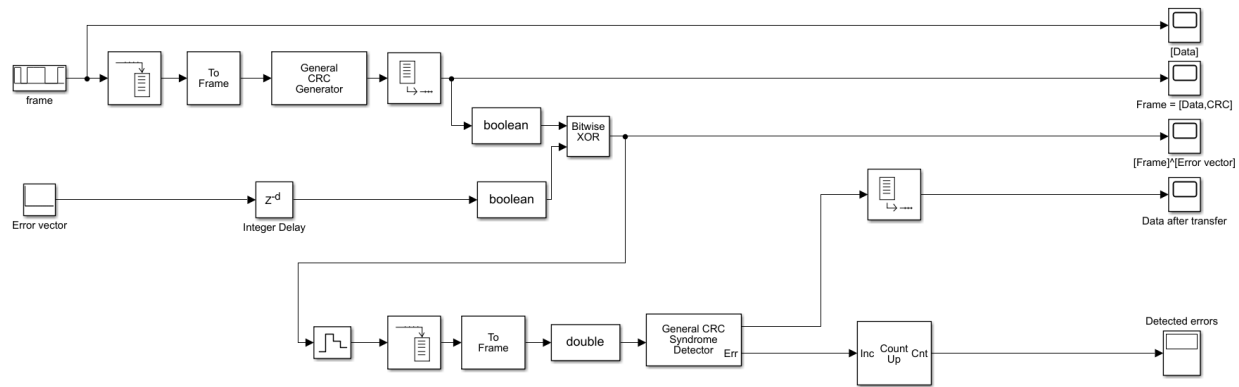 [Data]
frame
To
Frame
General
CRC
Generator
Frame = [Data,CRC]
boolean
Bitwise
XOR
[Frame]^[Error vector]
Error vector
z-d
Integer Delay
boolean
Data after transfer
To
Frame
double
General CRC
Syndrome
Detector
Err
Inc
Count
Up
Cnt
Detected errors